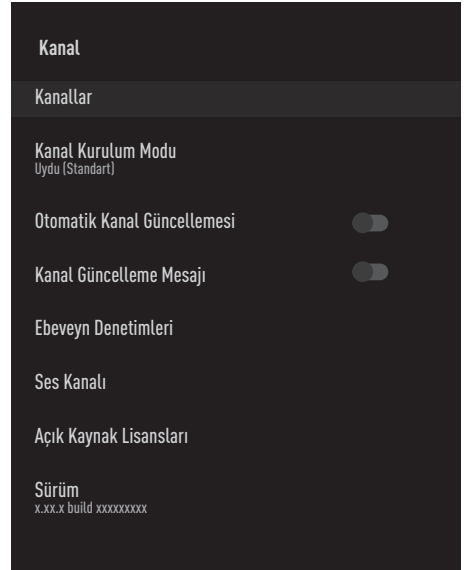 Kanal
Kanallar
Kanal Kurulum Modu
Uydu (Standart)
Otomatik Kanal Güncellemesi
Kanal Güncelleme Mesajı
Ebeveyn Denetimleri
Ses Kanalı
Açık Kaynak Lisansları
Sürüm
x.xx.x build xxxxxxxxx